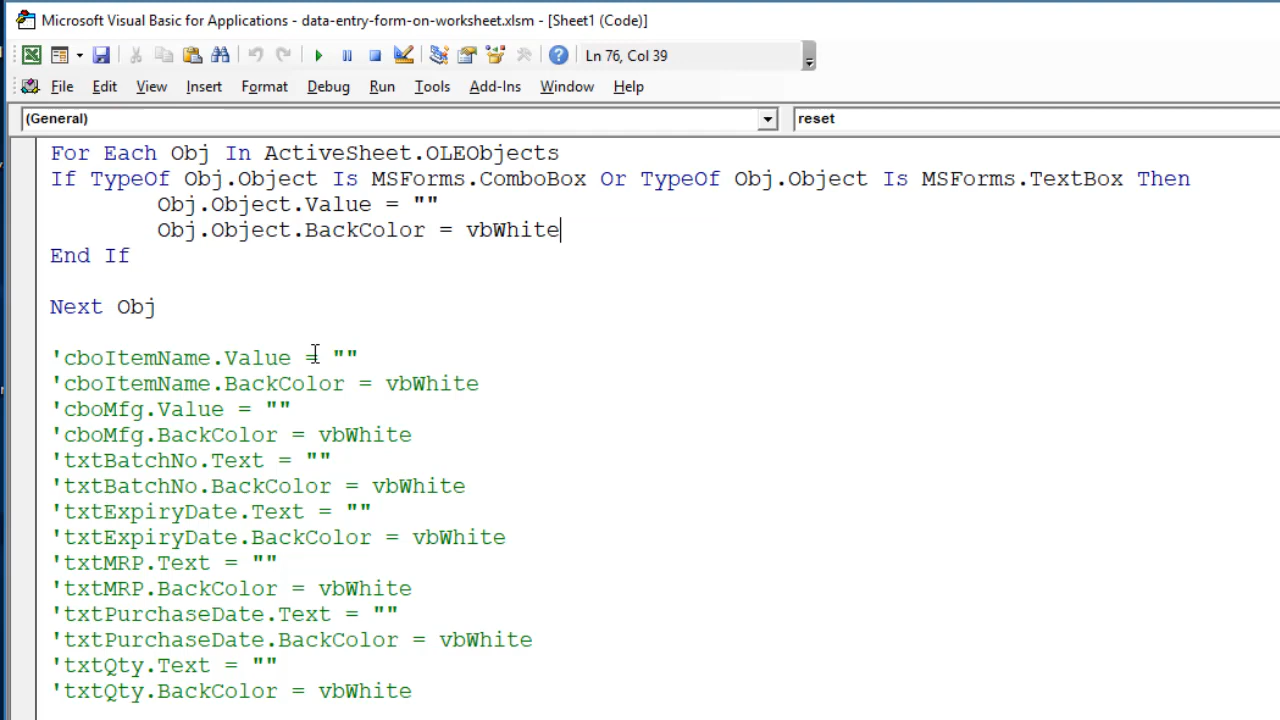 Microsoft Visual Basic for Applications - data-entry-form-on-worksheet.xlsm - [Sheet1 (Code)]
Ln 76, Col 39
File Edit View Insert Format Debug Run Tools Add-Ins Window Help
(General) reset
For Each Obj In ActiveSheet.OLEObjects
If TypeOf Obj.Object Is MSForms.ComboBox Or TypeOf Obj.Object Is MSForms.TextBox Then
Obj.Object.Value = ""
Obj.Object.BackColor = vbWhite
End If
Next Obj
'cboItemName.Value = ""
'cboItemName.BackColor = vbWhite
'cboMfg.Value = ""
'cboMfg.BackColor = vbWhite
'txtBatchNo.Text = ""
'txtBatchNo.BackColor = vbWhite
'txtExpiryDate.Text = ""
'txtExpiryDate.BackColor = vbWhite
'txtMRP.Text = ""
'txtMRP.BackColor = vbWhite
'txtPurchaseDate.Text = ""
'txtPurchaseDate.BackColor = vbWhite
'txtQty.Text = ""
'txtQty.BackColor = vbWhite